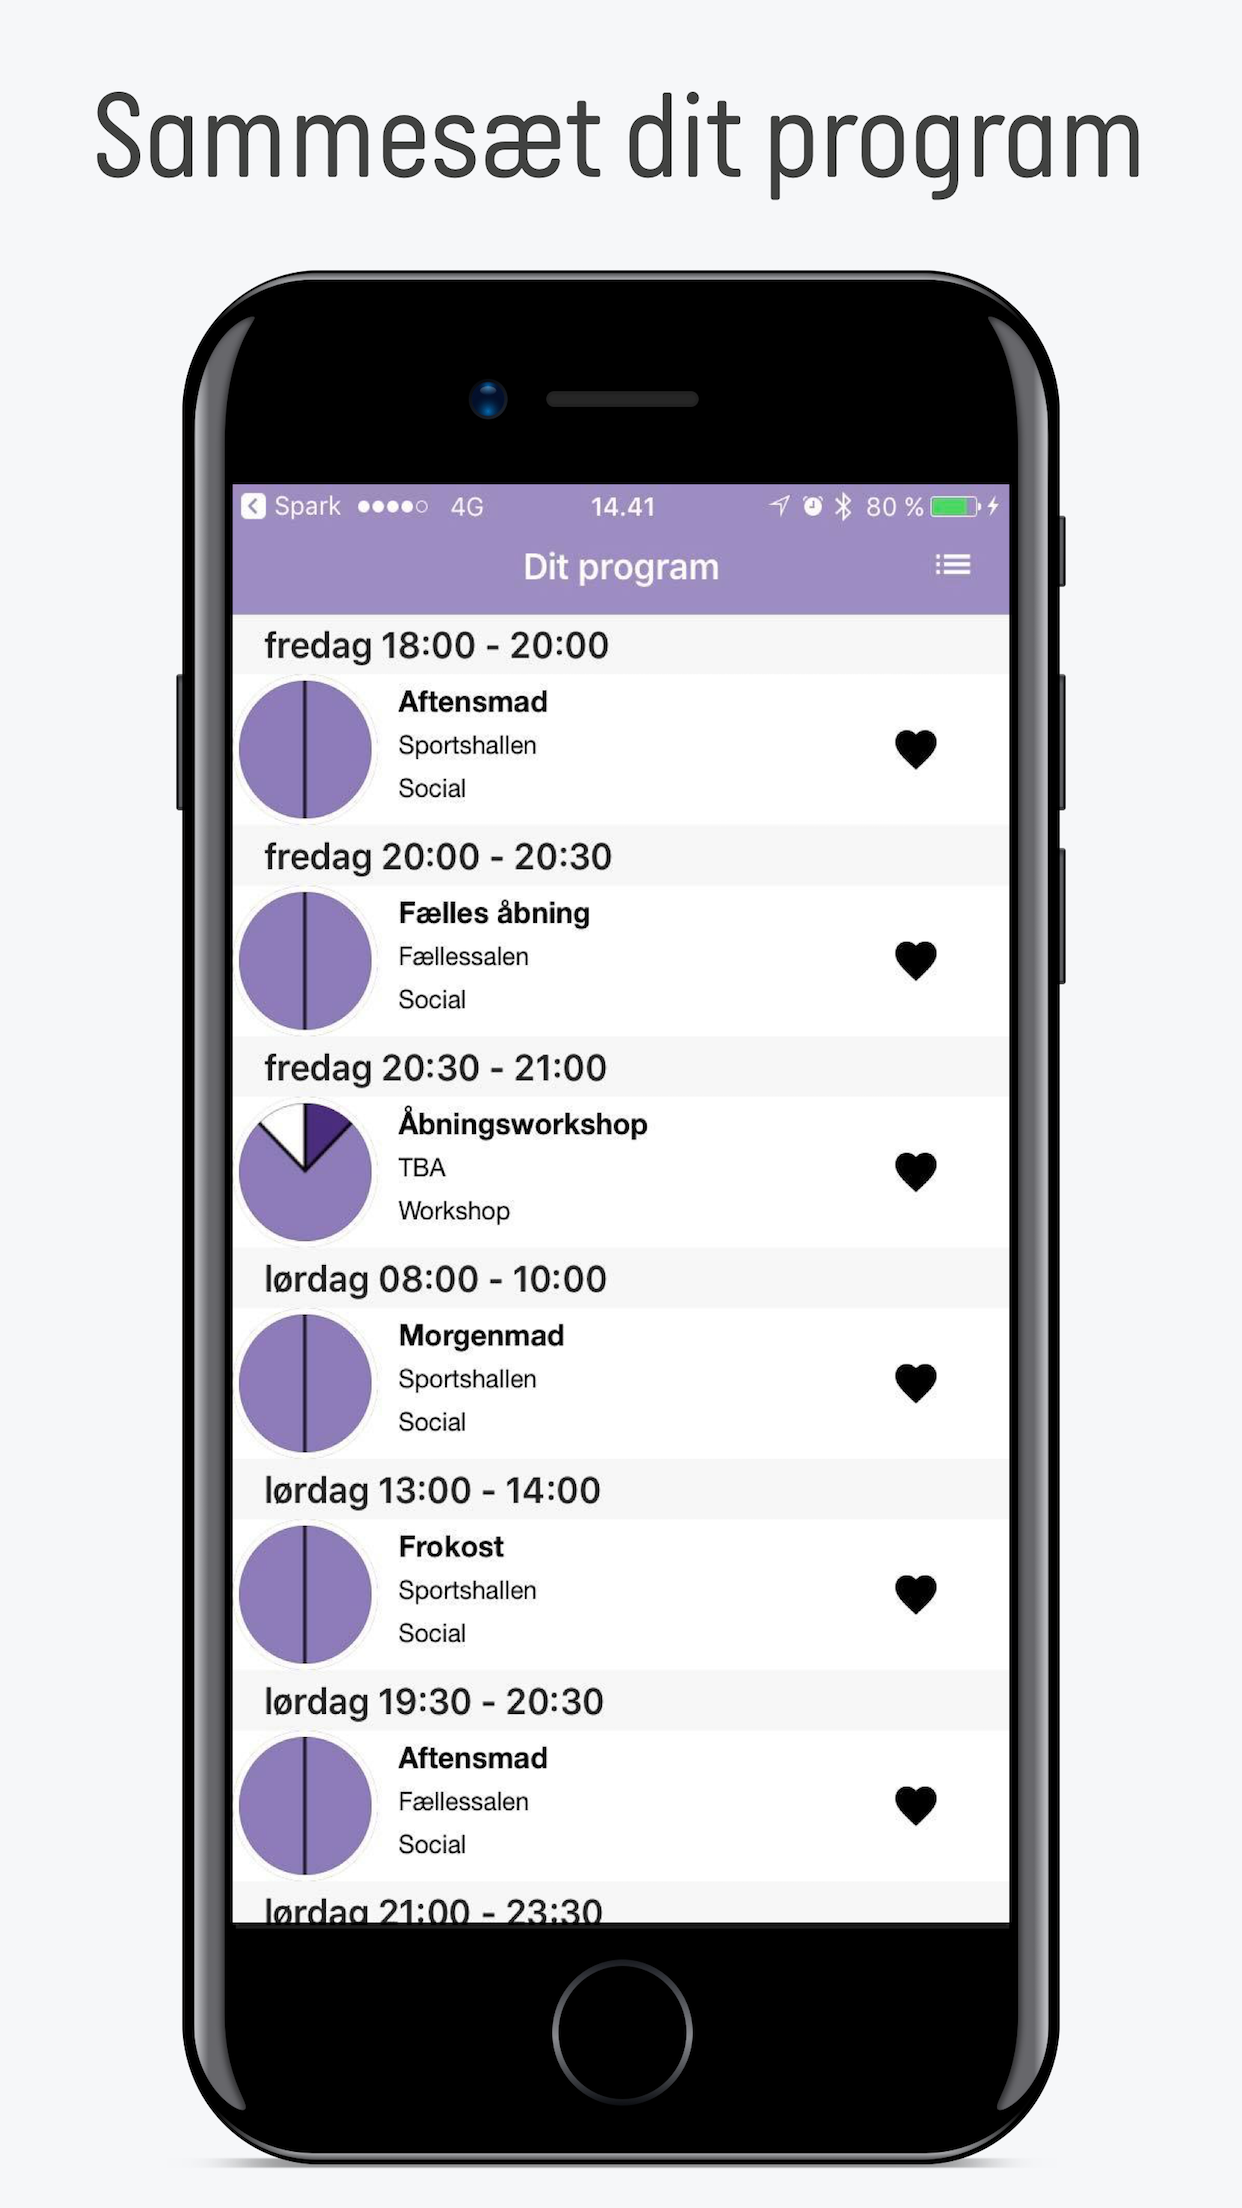 Sammesæt dit program
Spark 4G 14.41 80 %
Dit program
fredag 18:00 - 20:00
Aftensmad
Sportshallen
Social
fredag 20:00 - 20:30
Fælles åbning
Fællessalen
Social
fredag 20:30 - 21:00
Åbningsworkshop
TBA
Workshop
lørdag 08:00 - 10:00
Morgenmad
Sportshallen
Social
lørdag 13:00 - 14:00
Frokost
Sportshallen
Social
lørdag 19:30 - 20:30
Aftensmad
Fællessalen
Social
lørdag 21:00 - 23:30